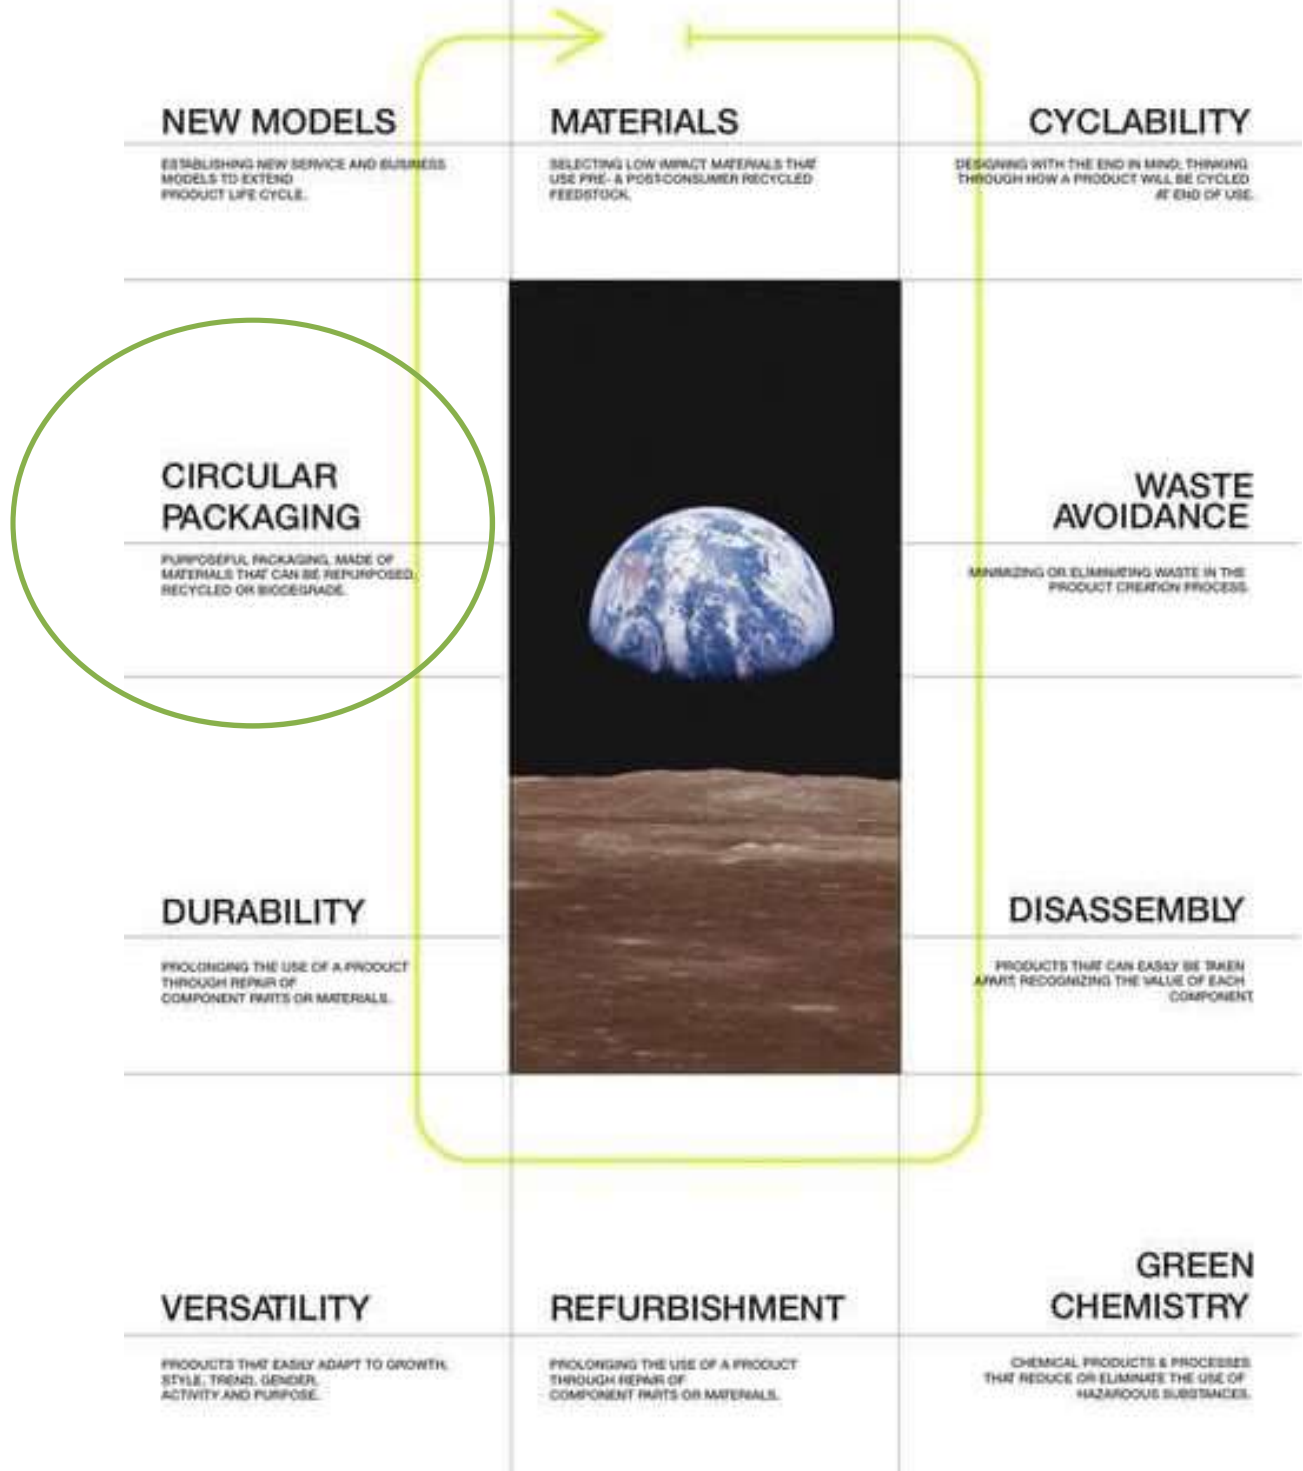 NEW MODELS
ESTABLISHING NEW SERVICE AND BUSINESS
MODELS TO EXTEND
PRODUCT LIFE CYCLE.
MATERIALS
SELECTING LOW IMPACT MATERIALS THAT
USE PRE- & POST-CONSUMER RECYCLED
FEEDSTOCK.
CYCLABILITY
DESIGNING WITH THE END IN MIND; THINKING
THROUGH HOW A PRODUCT WILL BE CYCLED
AT END OF USE.
CIRCULAR
PACKAGING
PURPOSEFUL PACKAGING, MADE OF
MATERIALS THAT CAN BE REPURPOSED,
RECYCLED OR BIODEGRADE.
WASTE
AVOIDANCE
MINIMIZING OR ELIMINATING WASTE IN THE
PRODUCT CREATION PROCESS.
DURABILITY
PROLONGING THE USE OF A PRODUCT
THROUGH REPAIR OF
COMPONENT PARTS OR MATERIALS.
DISASSEMBLY
PRODUCTS THAT CAN EASILY BE TAKEN
APART, RECOGNIZING THE VALUE OF EACH
COMPONENT
VERSATILITY
PRODUCTS THAT EASILY ADAPT TO GROWTH,
STYLE, TREND, GENDER,
ACTIVITY AND PURPOSE.
REFURBISHMENT
PROLONGING THE USE OF A PRODUCT
THROUGH REPAIR OF
COMPONENT PARTS OR MATERIALS.
GREEN
CHEMISTRY
CHEMICAL PRODUCTS & PROCESSES
THAT REDUCE OR ELIMINATE THE USE OF
HAZARDOUS SUBSTANCES.